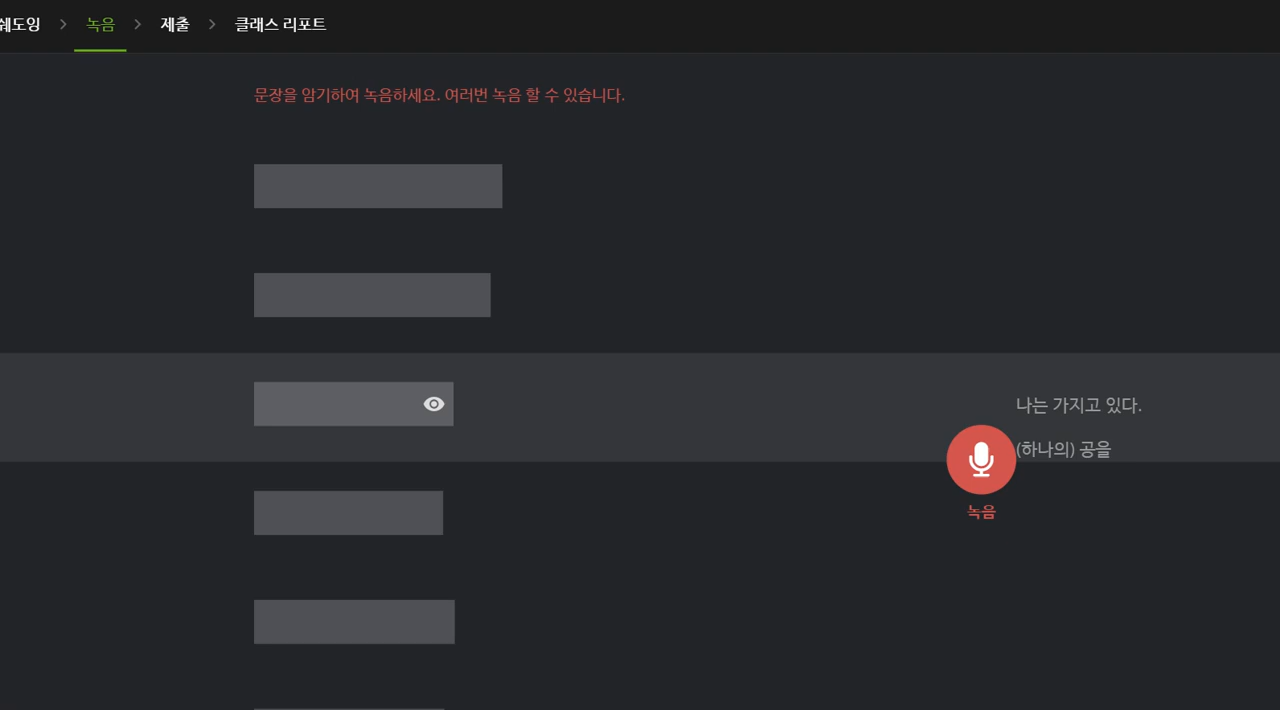 쉐도잉 > 녹음 > 제출 > 클래스 리포트
문장을 암기하여 녹음하세요. 여러번 녹음 할 수 있습니다.
나는 가지고 있다.
(하나의) 공을
녹음